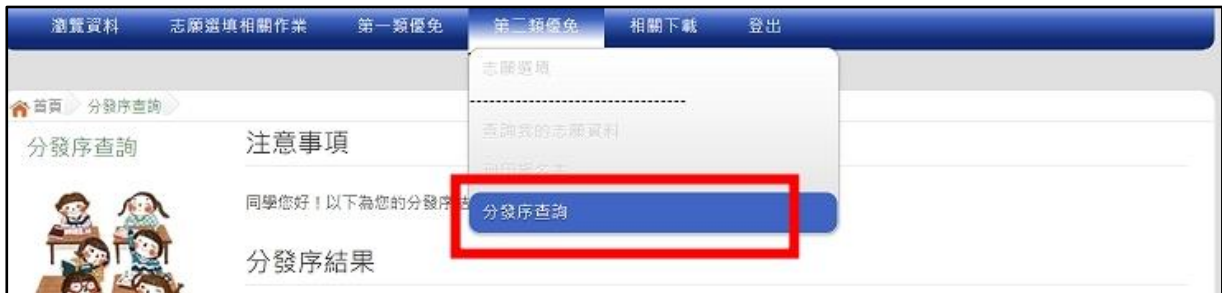 瀏覽資料 志願選填相關作業 第一類優免 第二類優免 相關下載 登出
志願選填
--------------------------------
首頁 分發序查詢
查詢我的志願資料
分發序查詢 注意事項
同學您好！以下為您的分發序
分發序查詢
分發序結果